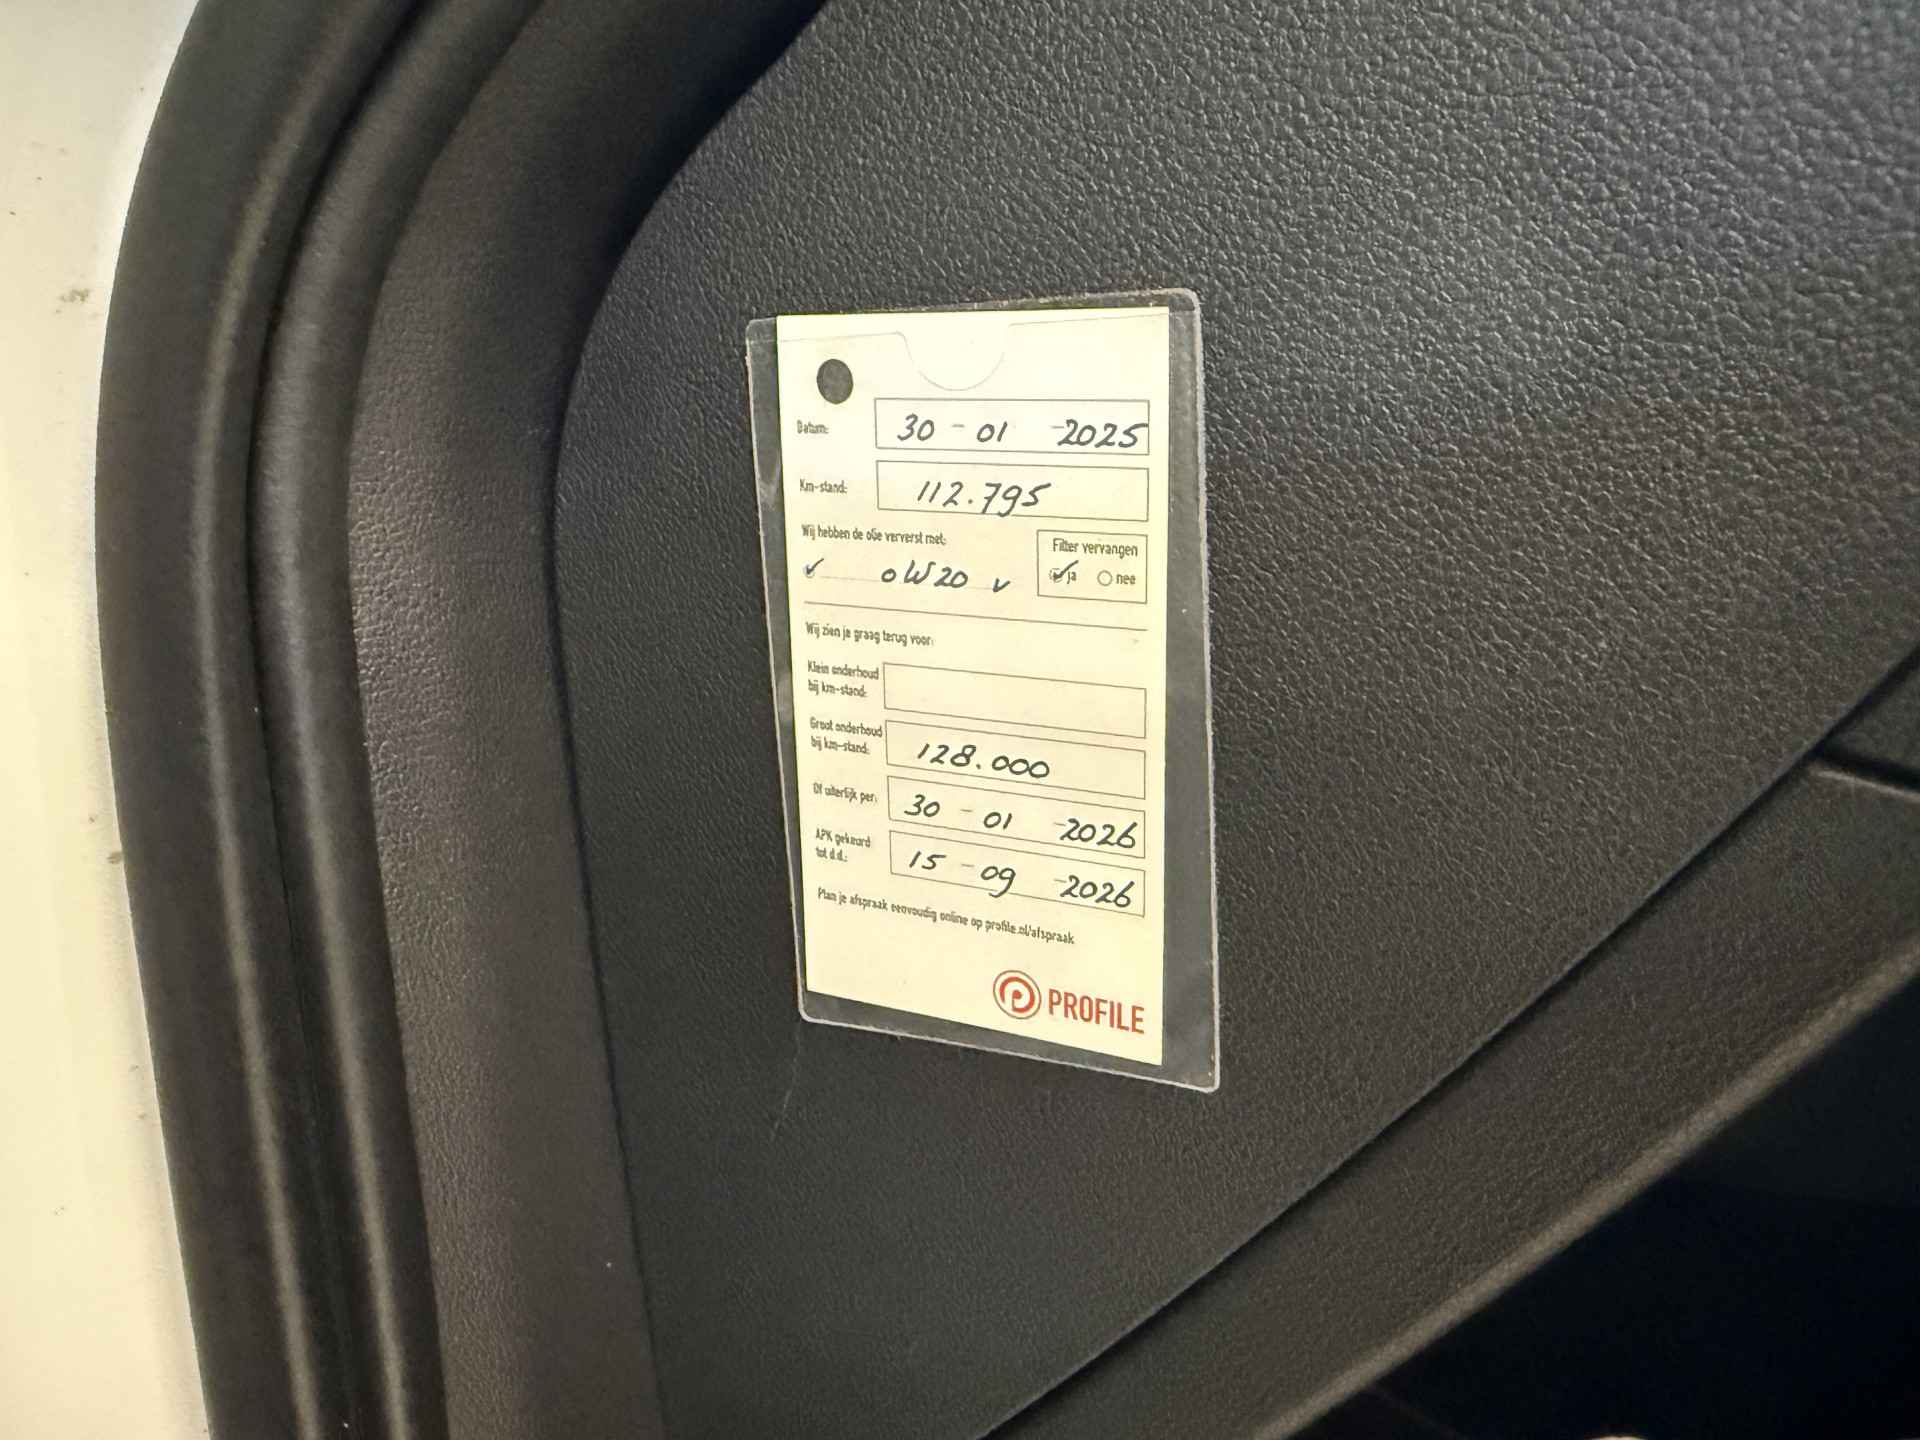 Datum: 30 - 01 - 2025
Km-stand: 112.795
Wij hebben de olie ververst met:
✓ 0W20 ✓
Filter vervangen
✓ ja ○ nee
Wij zien je graag terug voor:
Klein onderhoud
bij km-stand:
Groot onderhoud
bij km-stand: 128.000
Of uiterlijk per: 30 - 01 - 2026
APK gekeurd
tot d.d.: 15 - 09 - 2026
Plan je afspraak eenvoudig online op profile.nl/afspraak
PROFILE